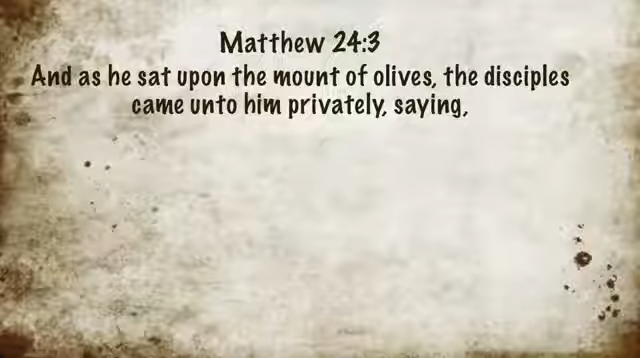 Matthew 24:3
And as he sat upon the mount of olives, the disciples
came unto him privately, saying,